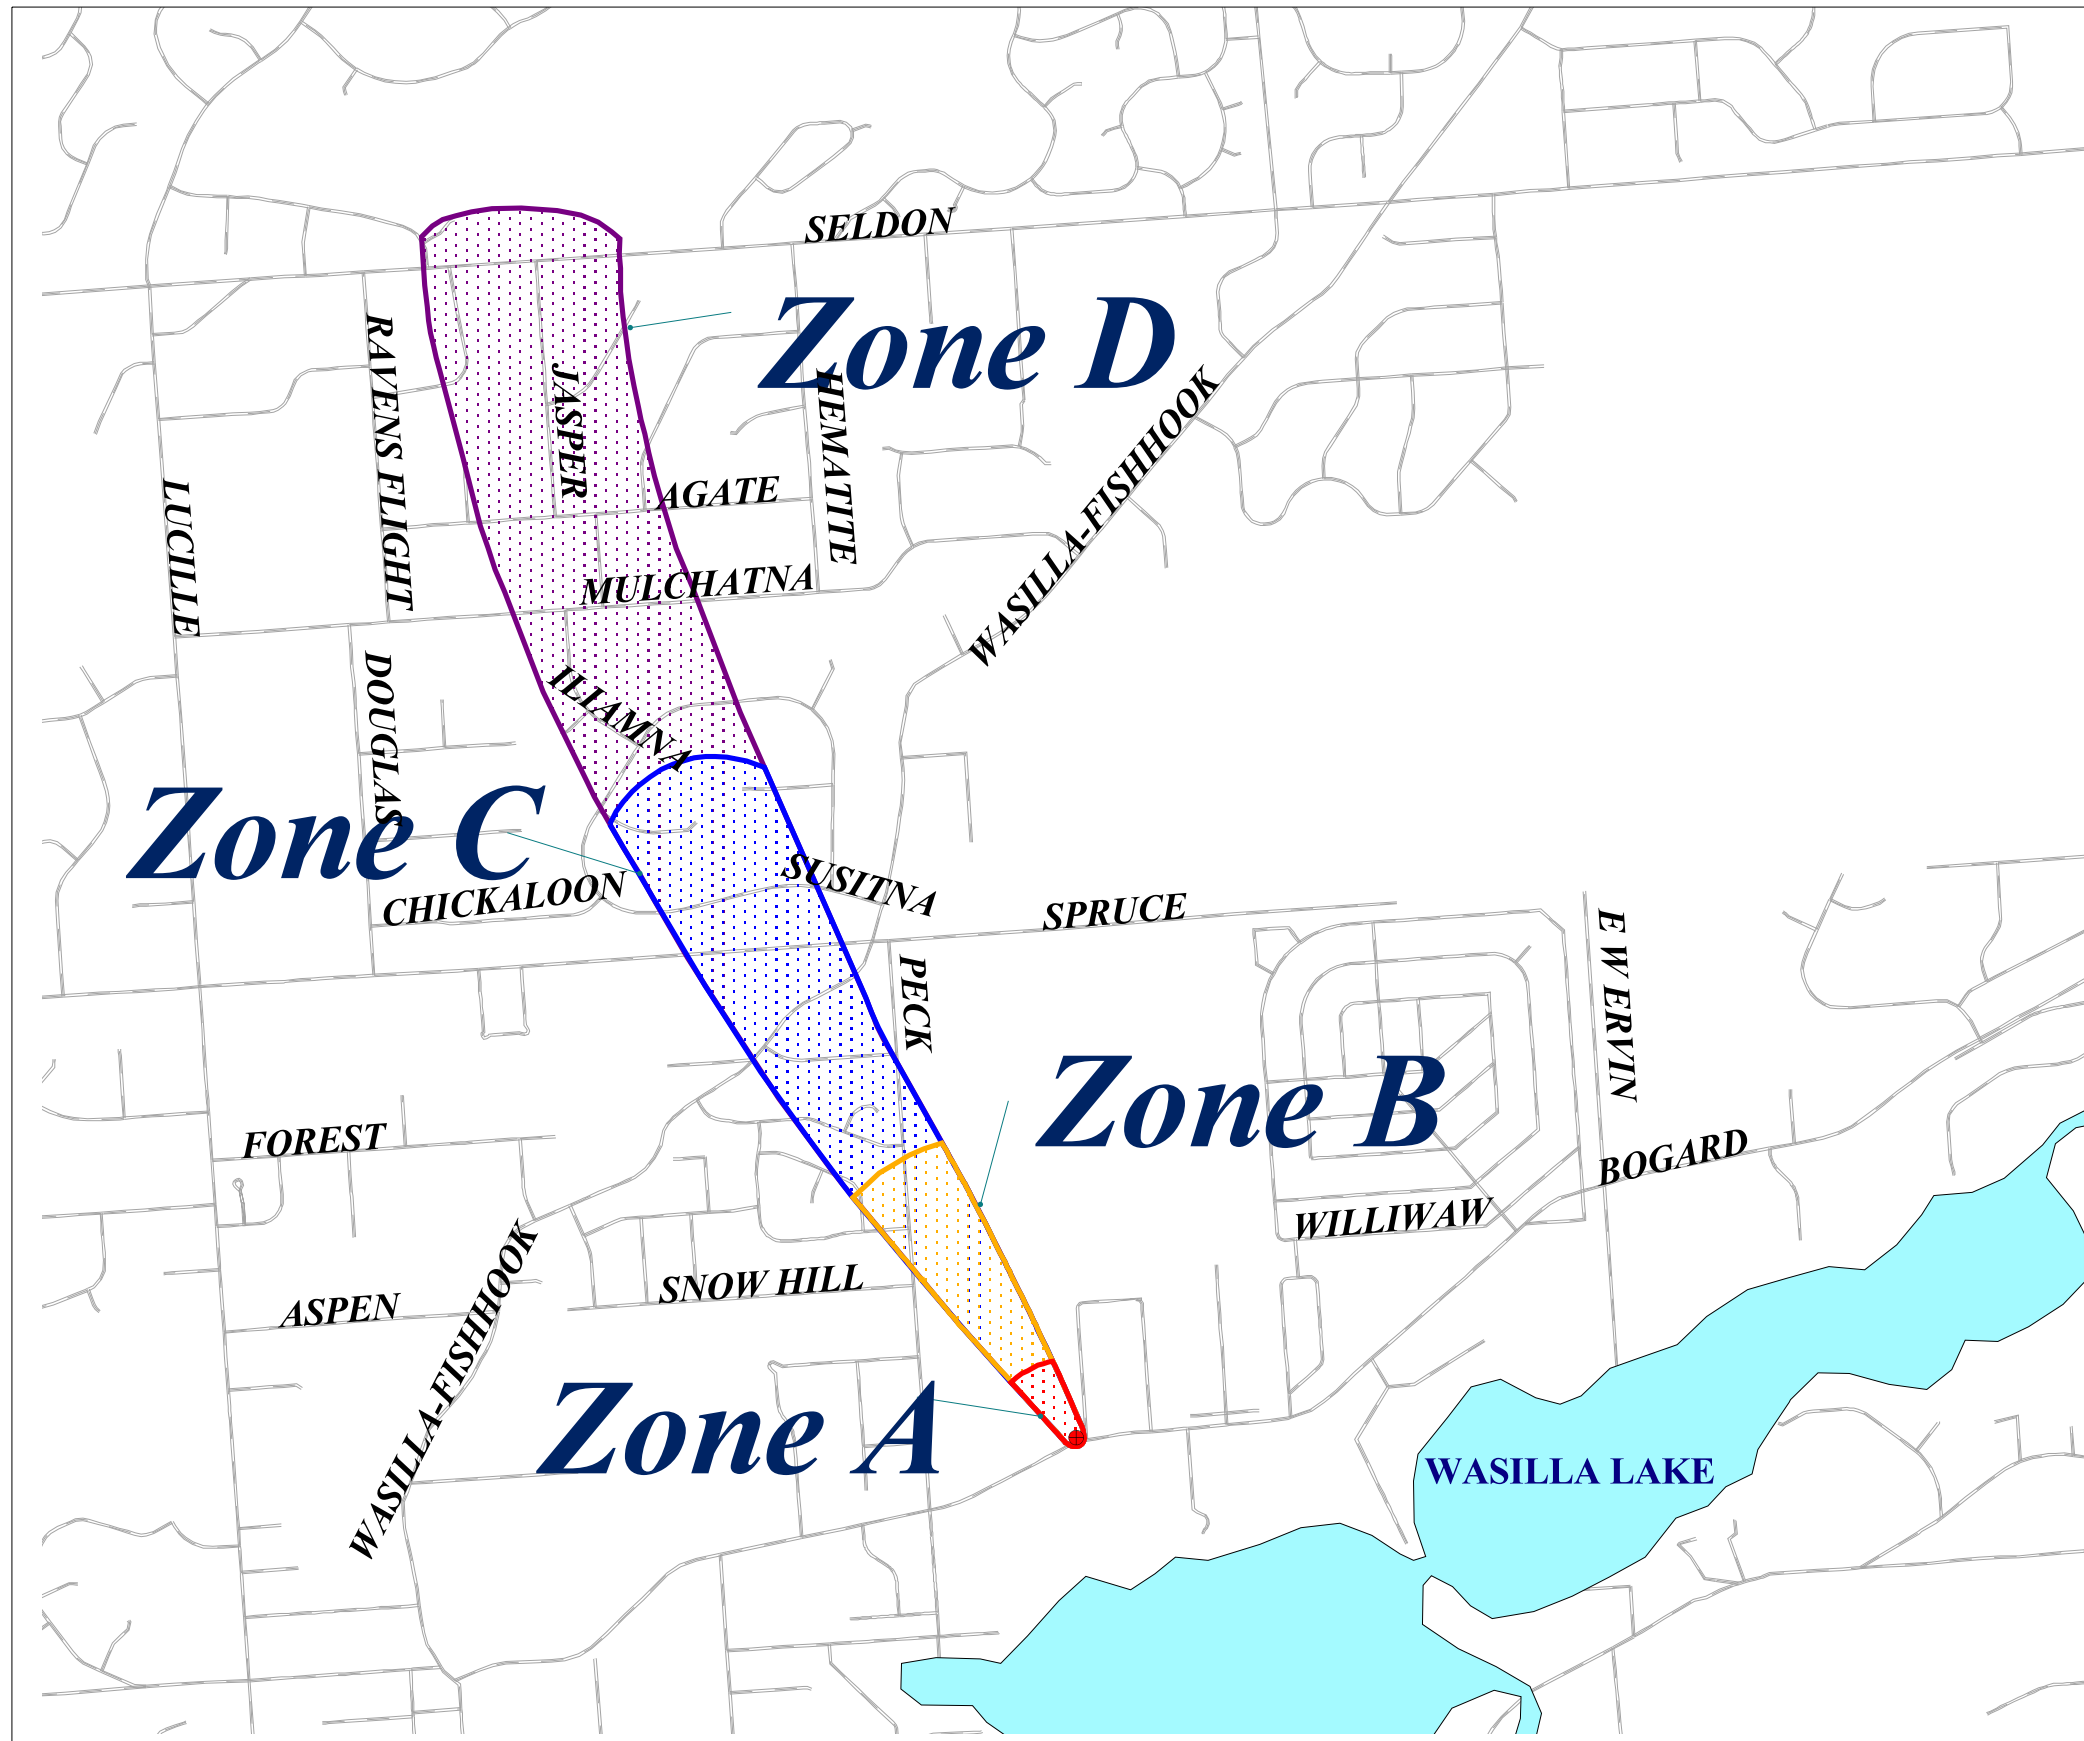 SELDON
Zone D
RAVENS FLIGHT
JASPER
HEMATITE
WASILLA-FISHHOOK
LUCILLE
AGATE
MULCHATNA
DOUGLAS
ILIAMNA
Zone C
CHICKALOON
SUSITNA
SPRUCE
E W ERVIN
PECK
Zone B
FOREST
BOGARD
WILLIWAW
SNOW HILL
ASPEN
WASILLA-FISHHOOK
Zone A
WASILLA LAKE